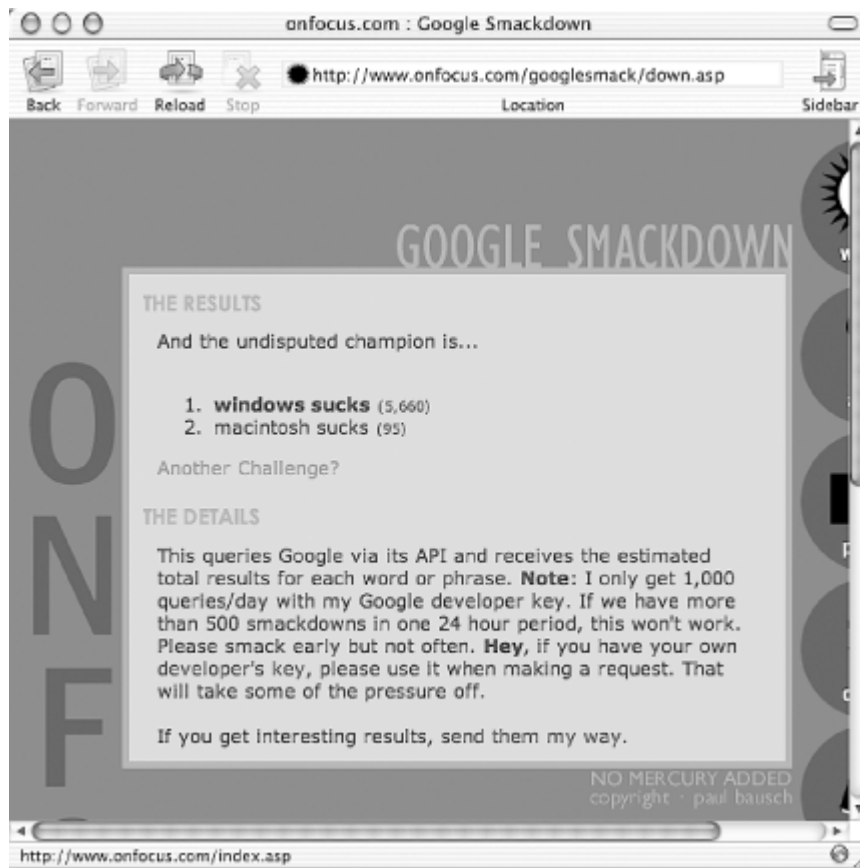 onfocus.com : Google Smackdown
http://www.onfocus.com/googlesmack/down.asp
Back Forward Reload Stop Location Sidebar
GOOGLE SMACKDOWN
THE RESULTS
And the undisputed champion is...
1. windows sucks (5,660)
2. macintosh sucks (95)
Another Challenge?
THE DETAILS
This queries Google via its API and receives the estimated
total results for each word or phrase. Note: I only get 1,000
queries/day with my Google developer key. If we have more
than 500 smackdowns in one 24 hour period, this won't work.
Please smack early but not often. Hey, if you have your own
developer's key, please use it when making a request. That
will take some of the pressure off.
If you get interesting results, send them my way.
O
N
F
NO MERCURY ADDED
copyright · paul bausch
http://www.onfocus.com/index.asp